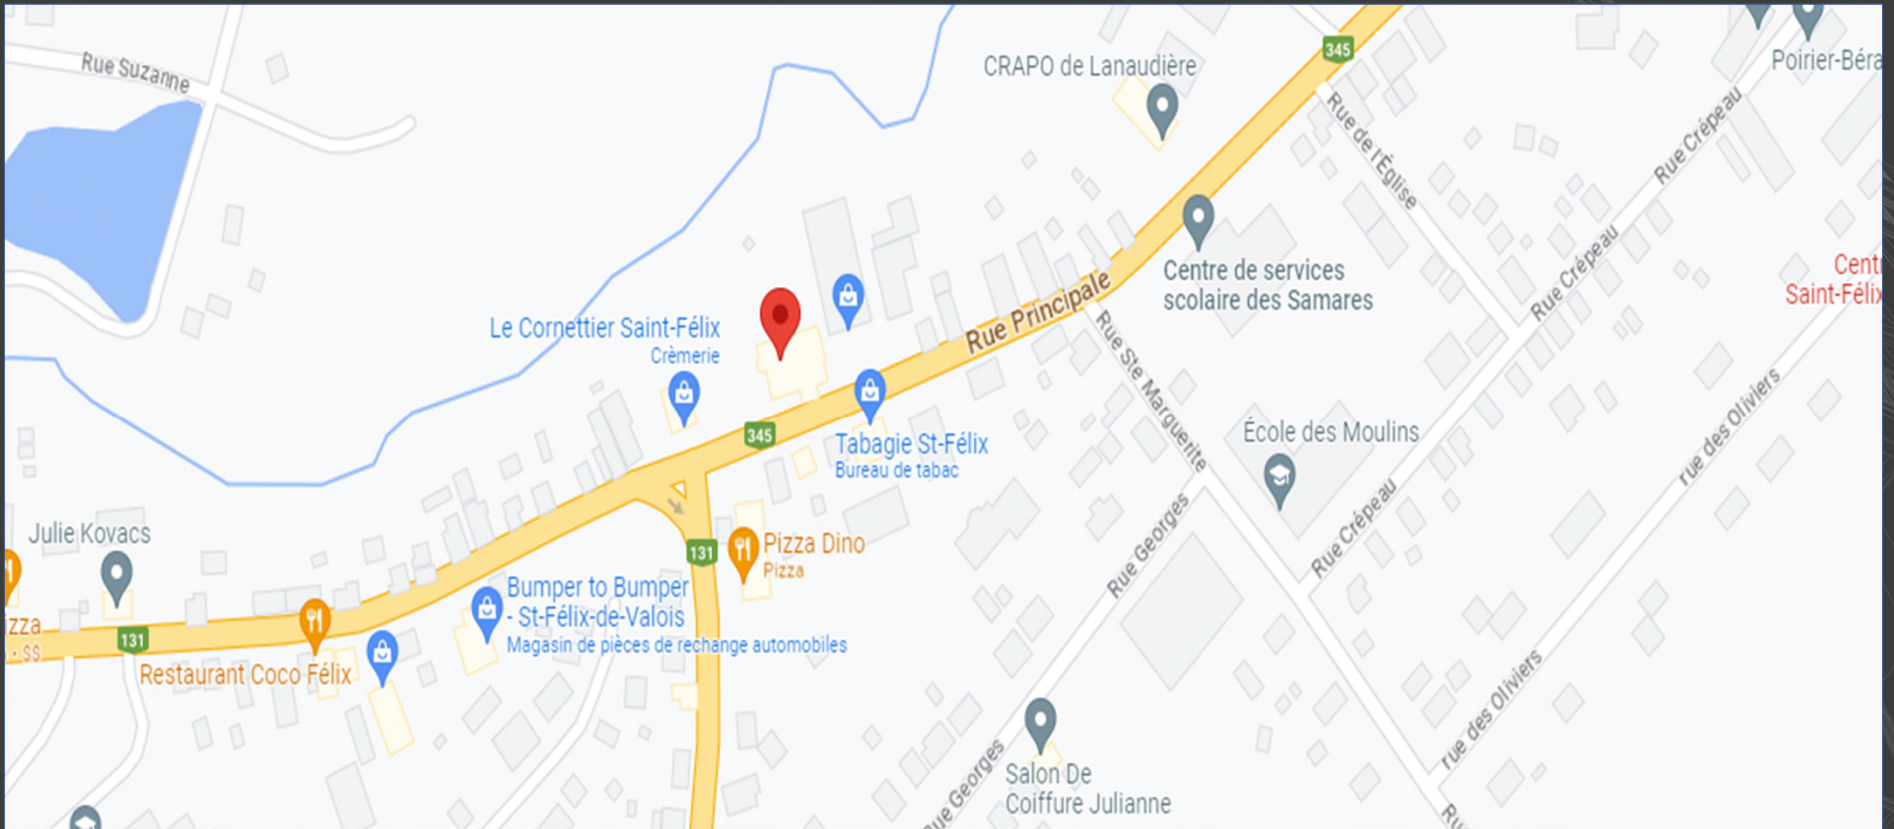 Rue Suzanne
CRAPO de Lanaudière
345
Poirier-Béra
Rue de l'Église
Rue Crépeau
Rue Crépeau
Centre de services
scolaire des Samares
Cent
Saint-Félix
Rue Principale
Le Cornettier Saint-Félix
Crèmerie
Rue Ste Marguerite
345
Tabagie St-Félix
Bureau de tabac
École des Moulins
rue des Oliviers
Julie Kovacs
131
Pizza Dino
Pizza
Rue Georges
Rue Crépeau
Bumper to Bumper
- St-Félix-de-Valois
Magasin de pièces de rechange automobiles
izza
· $$
131
Restaurant Coco Félix
rue des Oliviers
Salon De
Coiffure Julianne
Rue Georges
Ru